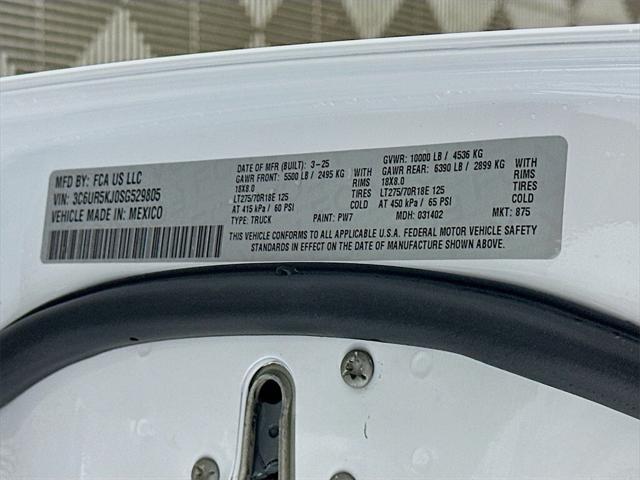 MFD BY: FCA US LLC
VIN: 3C6UR5KJ0SG529805
VEHICLE MADE IN: MEXICO
DATE OF MFR (BUILT): 3-25 GVWR: 10000 LB / 4536 KG
GAWR FRONT: 5500 LB / 2495 KG WITH GAWR REAR: 6390 LB / 2899 KG WITH
18X8.0 RIMS 18X8.0 RIMS
LT275/70R18E 125 TIRES LT275/70R18E 125 TIRES
AT 415 kPa / 60 PSI COLD AT 450 kPa / 65 PSI COLD
TYPE: TRUCK PAINT: PW7 MDH: 031402 MKT: 875
THIS VEHICLE CONFORMS TO ALL APPLICABLE U.S.A. FEDERAL MOTOR VEHICLE SAFETY
STANDARDS IN EFFECT ON THE DATE OF MANUFACTURE SHOWN ABOVE.